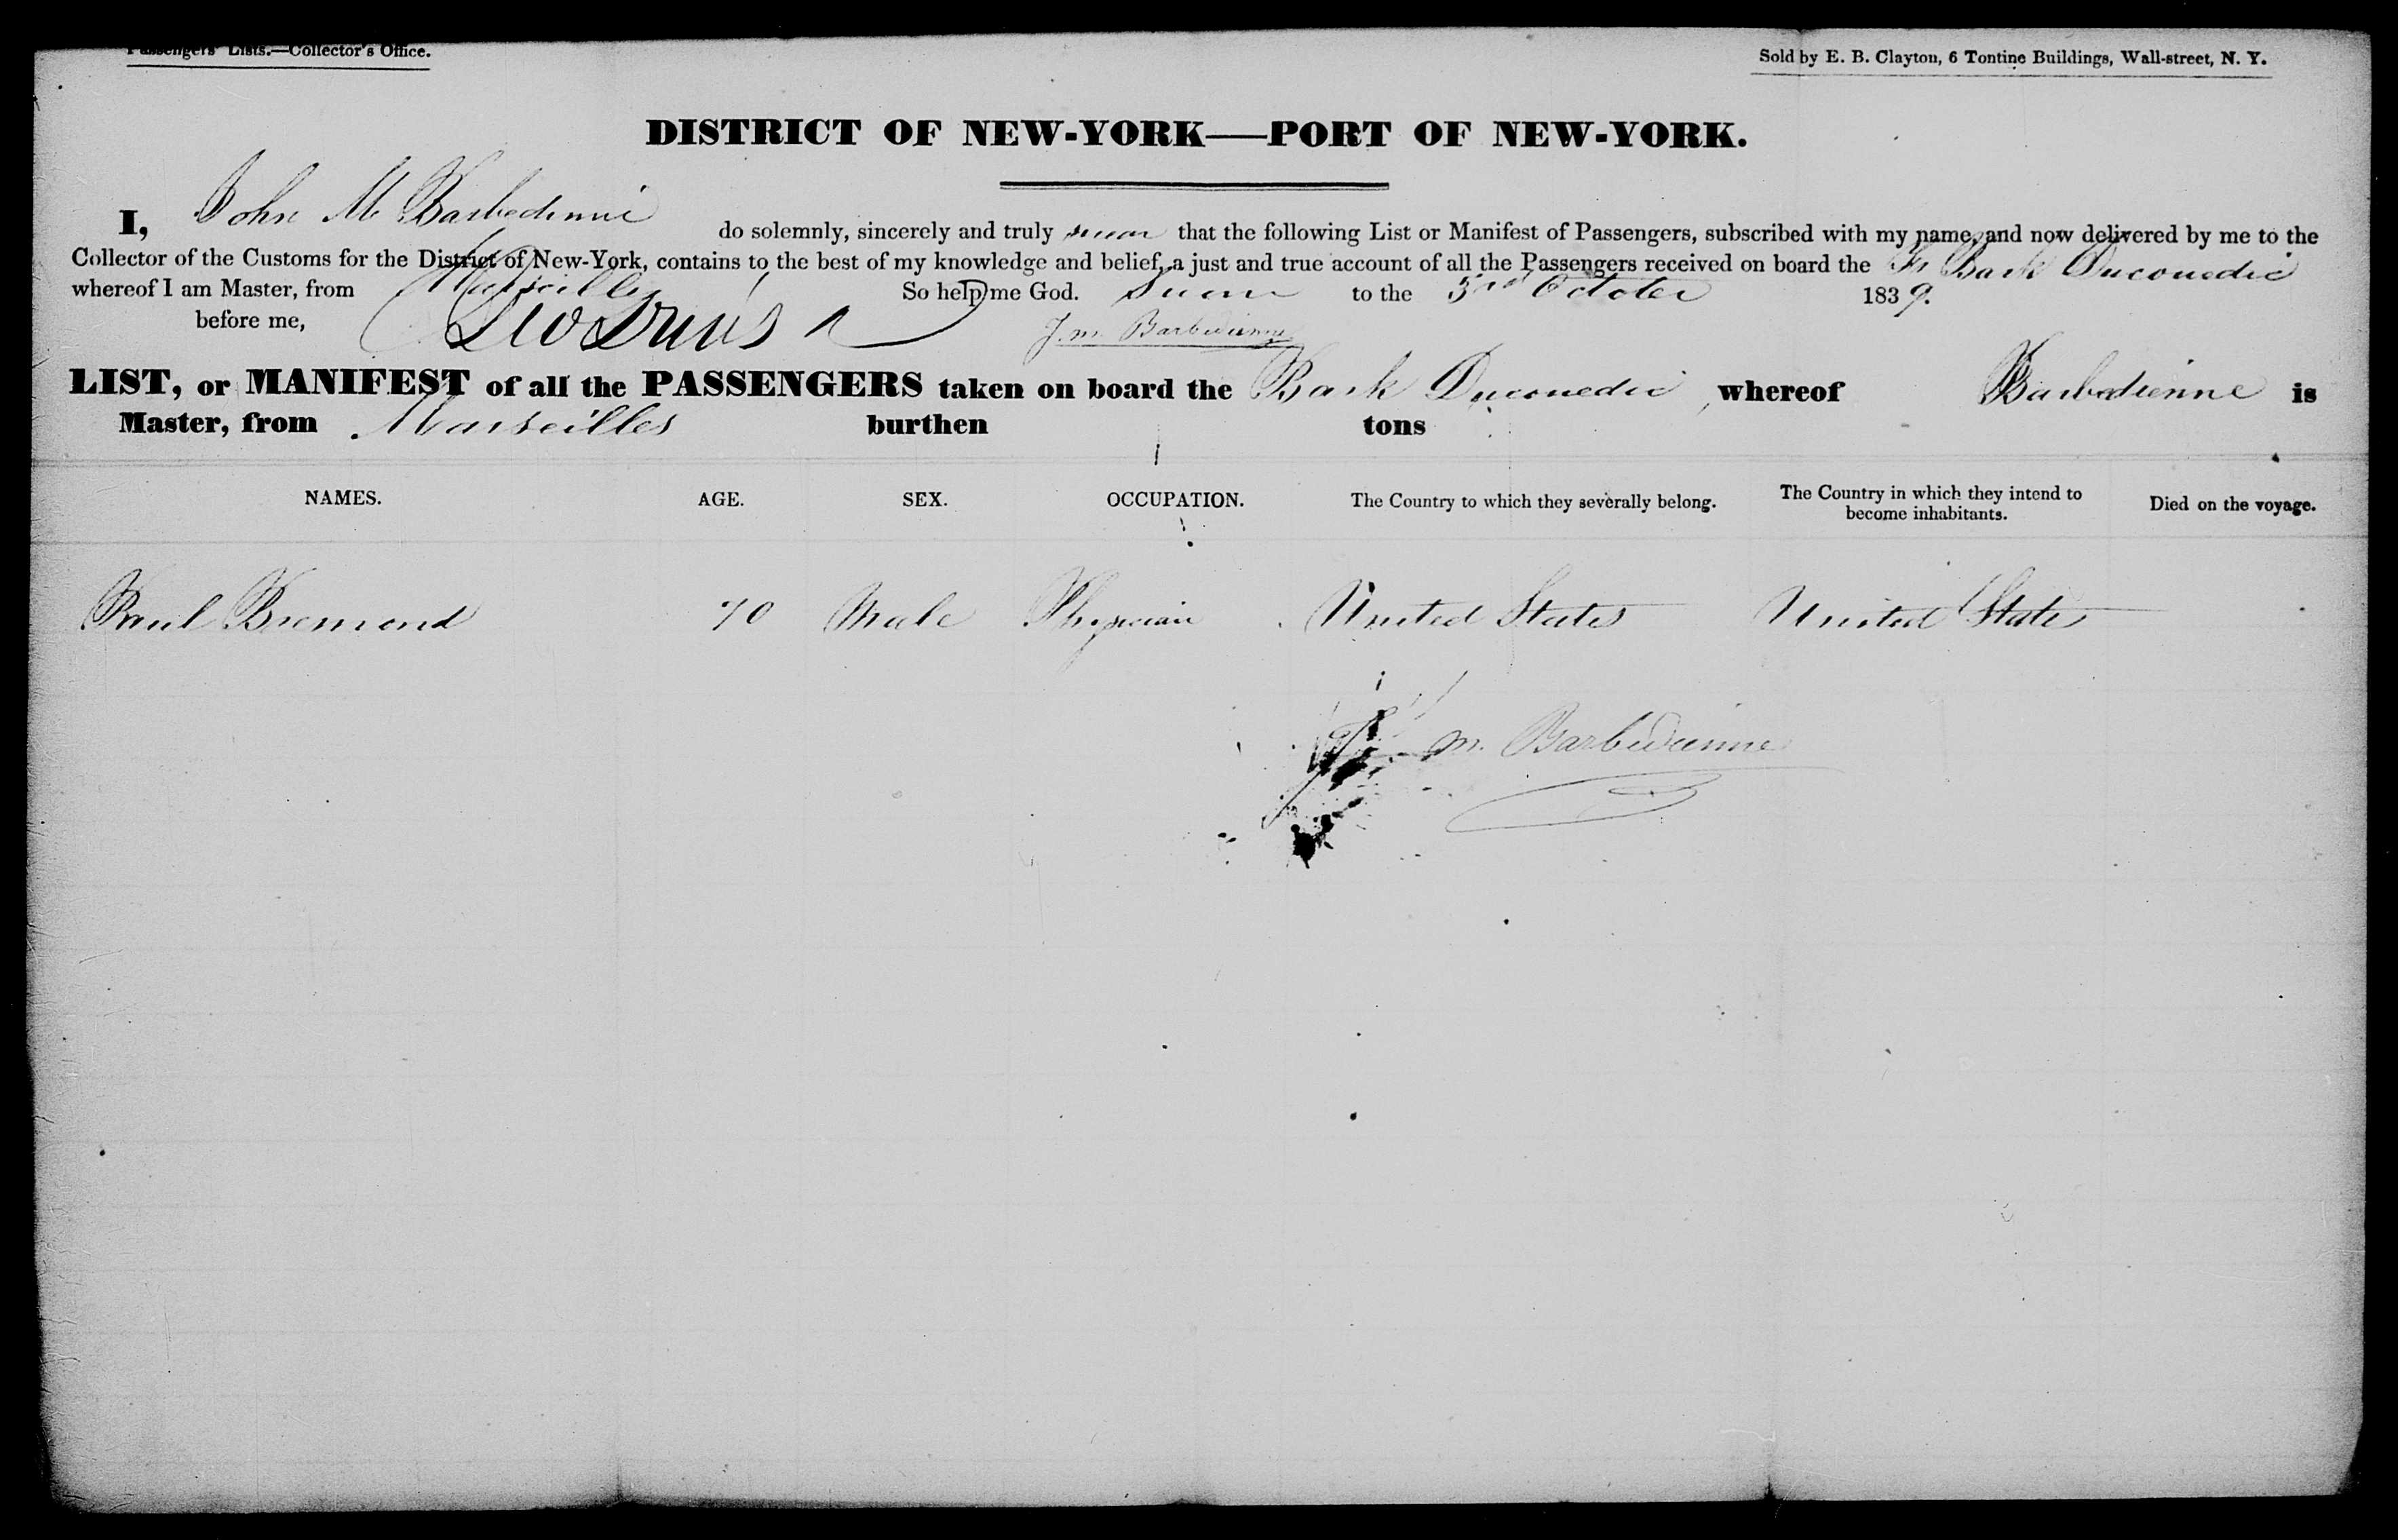 Passengers' Lists.—Collector's Office.
Sold by E. B. Clayton, 6 Tontine Buildings, Wall-street, N. Y.
DISTRICT OF NEW-YORK—PORT OF NEW-YORK.
I, John M Barbedienne do solemnly, sincerely and truly swear that the following List or Manifest of Passengers, subscribed with my name, and now delivered by me to the
Collector of the Customs for the District of New-York, contains to the best of my knowledge and belief, a just and true account of all the Passengers received on board the Fr Bark Ducouedic
whereof I am Master, from Marseilles So help me God. Sworn to the 3rd October 1839.
before me, J. m. Barbedienne
LIST, or MANIFEST of all the PASSENGERS taken on board the Bark Ducouedic, whereof Barbedienne is
Master, from Marseilles burthen tons
NAMES. AGE. SEX. OCCUPATION. The Country to which they severally belong. The Country in which they intend to become inhabitants. Died on the voyage.
Paul Bremond 70 Male Physician United States United States
J. m. Barbedienne